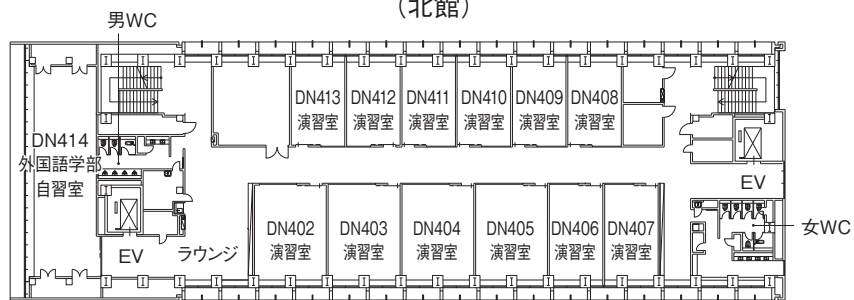 （北館）
男WC
DN413
演習室
DN412
演習室
DN411
演習室
DN410
演習室
DN409
演習室
DN408
演習室
DN414
外国語学部
自習室
EV
EV
ラウンジ
DN402
演習室
DN403
演習室
DN404
演習室
DN405
演習室
DN406
演習室
DN407
演習室
女WC